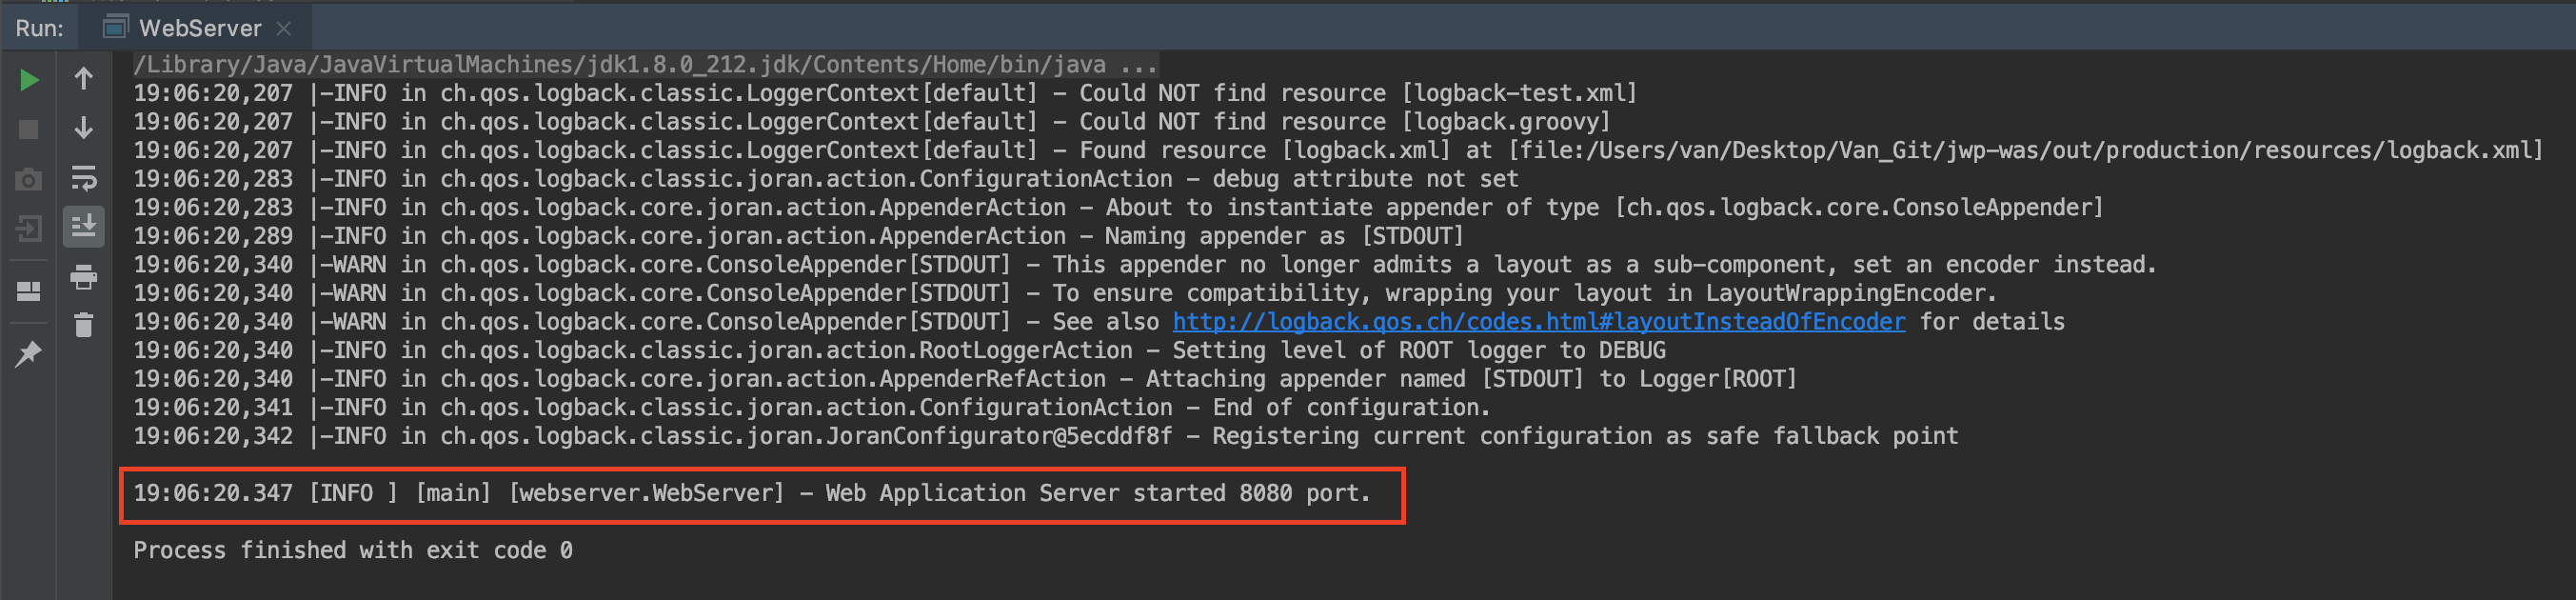 Run: WebServer
/Library/Java/JavaVirtualMachines/jdk1.8.0_212.jdk/Contents/Home/bin/java ...
19:06:20,207 |-INFO in ch.qos.logback.classic.LoggerContext[default] - Could NOT find resource [logback-test.xml]
19:06:20,207 |-INFO in ch.qos.logback.classic.LoggerContext[default] - Could NOT find resource [logback.groovy]
19:06:20,207 |-INFO in ch.qos.logback.classic.LoggerContext[default] - Found resource [logback.xml] at [file:/Users/van/Desktop/Van_Git/jwp-was/out/production/resources/logback.xml]
19:06:20,283 |-INFO in ch.qos.logback.classic.joran.action.ConfigurationAction - debug attribute not set
19:06:20,283 |-INFO in ch.qos.logback.core.joran.action.AppenderAction - About to instantiate appender of type [ch.qos.logback.core.ConsoleAppender]
19:06:20,289 |-INFO in ch.qos.logback.core.joran.action.AppenderAction - Naming appender as [STDOUT]
19:06:20,340 |-WARN in ch.qos.logback.core.ConsoleAppender[STDOUT] - This appender no longer admits a layout as a sub-component, set an encoder instead.
19:06:20,340 |-WARN in ch.qos.logback.core.ConsoleAppender[STDOUT] - To ensure compatibility, wrapping your layout in LayoutWrappingEncoder.
19:06:20,340 |-WARN in ch.qos.logback.core.ConsoleAppender[STDOUT] - See also http://logback.qos.ch/codes.html#layoutInsteadOfEncoder for details
19:06:20,340 |-INFO in ch.qos.logback.classic.joran.action.RootLoggerAction - Setting level of ROOT logger to DEBUG
19:06:20,340 |-INFO in ch.qos.logback.core.joran.action.AppenderRefAction - Attaching appender named [STDOUT] to Logger[ROOT]
19:06:20,341 |-INFO in ch.qos.logback.classic.joran.action.ConfigurationAction - End of configuration.
19:06:20,342 |-INFO in ch.qos.logback.classic.joran.JoranConfigurator@5ecddf8f - Registering current configuration as safe fallback point
19:06:20.347 [INFO ] [main] [webserver.WebServer] - Web Application Server started 8080 port.
Process finished with exit code 0